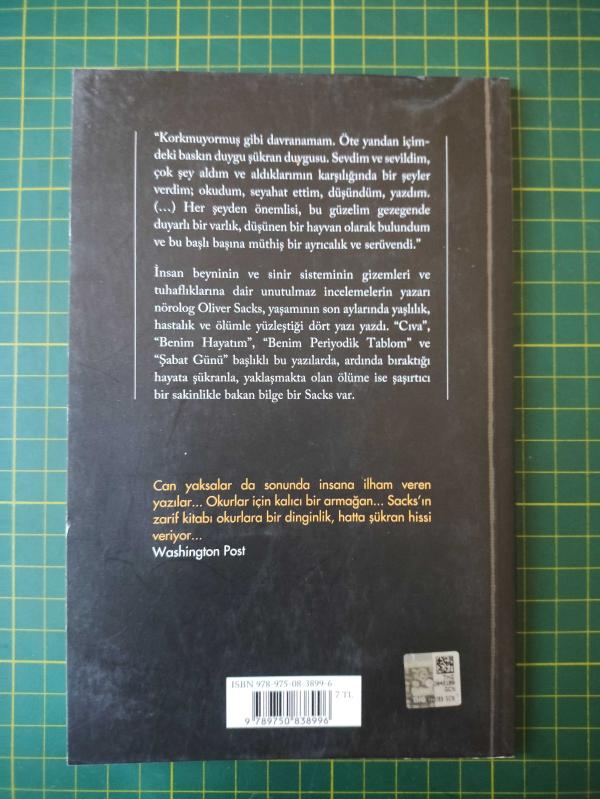 “Korkmuyormuş gibi davranamam. Öte yandan içim-
deki baskın duygu şükran duygusu. Sevdim ve sevildim,
çok şey aldım ve aldıklarımın karşılığında bir şeyler
verdim; okudum, seyahat ettim, düşündüm, yazdım.
(…) Her şeyden önemlisi, bu güzelim gezegende
duyarlı bir varlık, düşünen bir hayvan olarak bulundum
ve bu başlı başına müthiş bir ayrıcalık ve serüvendi.”
İnsan beyninin ve sinir sisteminin gizemleri ve
tuhaflıklarına dair unutulmaz incelemelerin yazarı
nörolog Oliver Sacks, yaşamının son aylarında yaşlılık,
hastalık ve ölümle yüzleştiği dört yazı yazdı. “Cıva”,
“Benim Hayatım”, “Benim Periyodik Tablom” ve
“Şabat Günü” başlıklı bu yazılarda, ardında bıraktığı
hayata şükranla, yaklaşmakta olan ölüme ise şaşırtıcı
bir sakinlikle bakan bilge bir Sacks var.
Can yaksalar da sonunda insana ilham veren
yazılar... Okurlar için kalıcı bir armağan... Sacks’ın
zarif kitabı okurlara bir dinginlik, hatta şükran hissi
veriyor...
Washington Post
ISBN 978-975-08-3899-6
7 TL
9 789750 838996